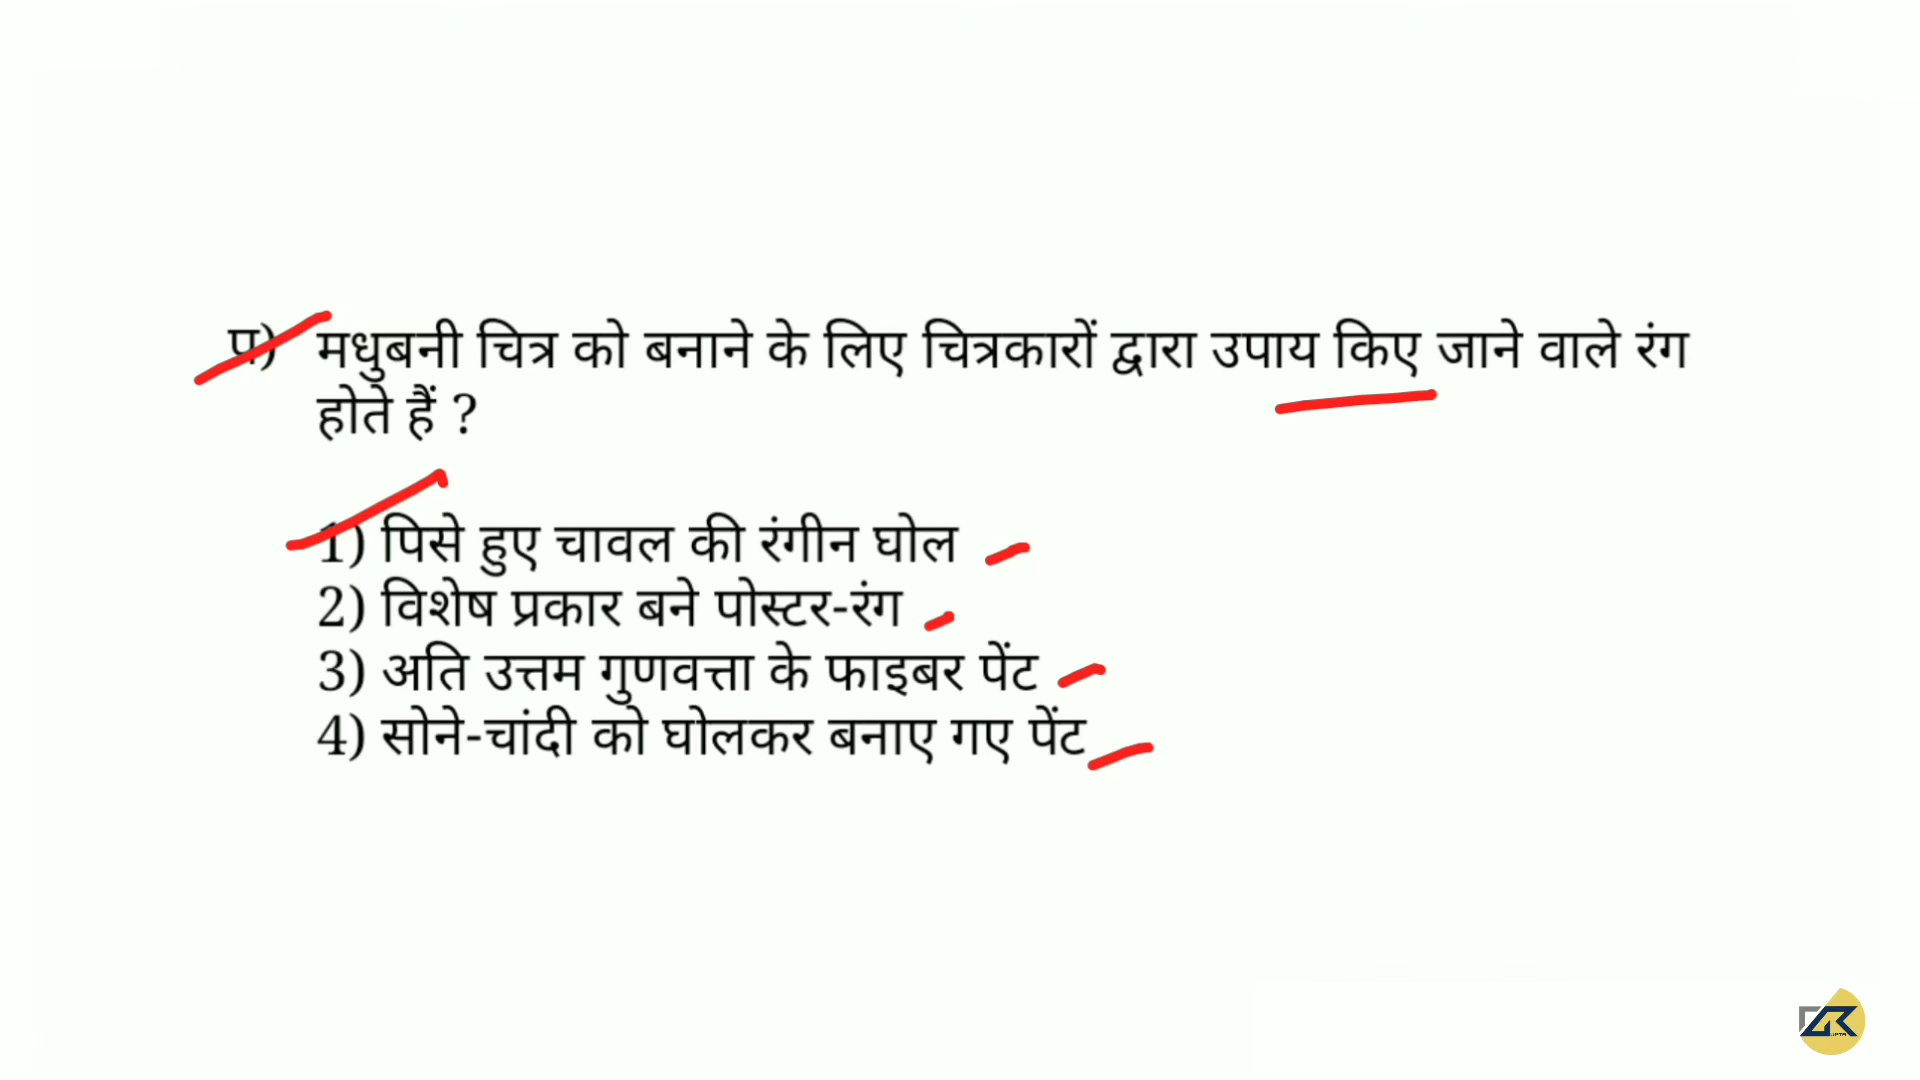 प्र) मधुबनी चित्र को बनाने के लिए चित्रकारों द्वारा उपाय किए जाने वाले रंग
होते हैं ?
1) पिसे हुए चावल की रंगीन घोल
2) विशेष प्रकार बने पोस्टर-रंग
3) अति उत्तम गुणवत्ता के फाइबर पेंट
4) सोने-चांदी को घोलकर बनाए गए पेंट